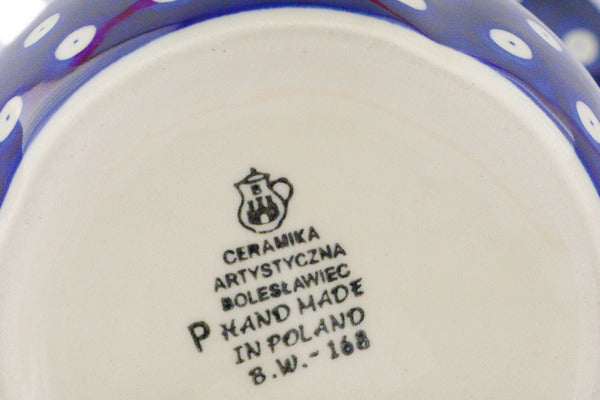 CERAMIKA
ARTYSTYCZNA
BOLESŁAWIEC
P HAND MADE
IN POLAND
B.W.-168